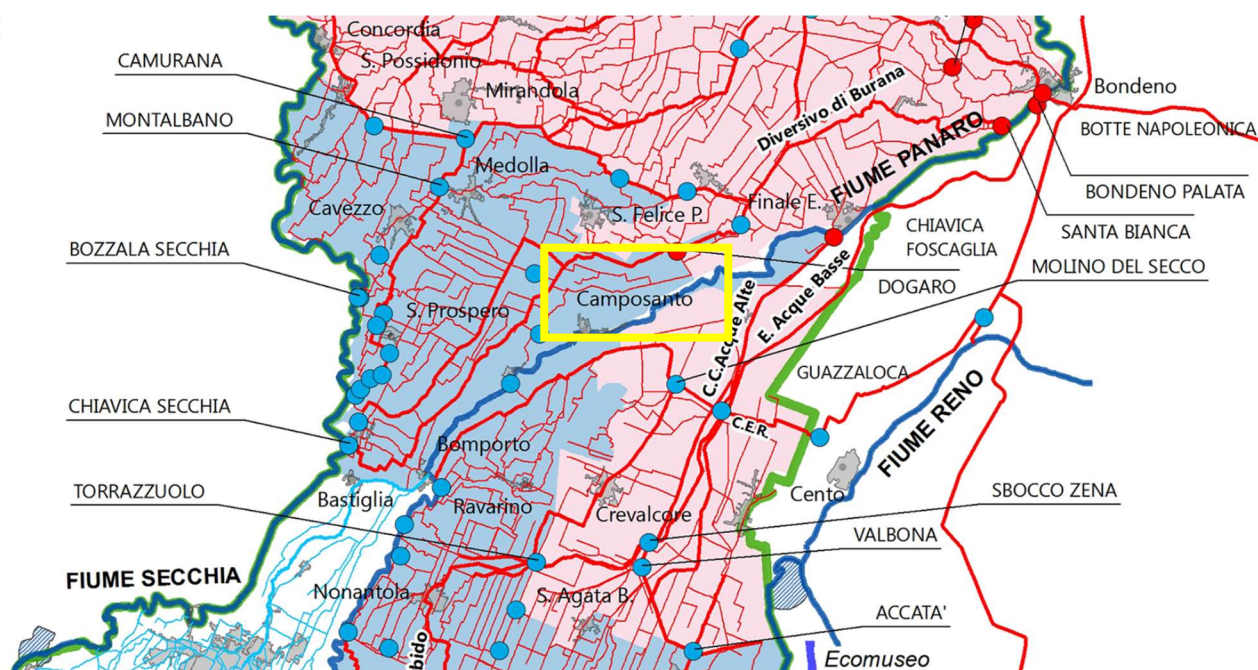 Concordia
CAMURANA
S. Possidonio
Mirandola
Bondeno
MONTALBANO
Diversivo di Burana
BOTTE NAPOLEONICA
Medolla
FIUME PANARO
BONDENO PALATA
Cavezzo
S. Felice P.
Finale E.
CHIAVICA
FOSCAGLIA
SANTA BIANCA
BOZZALA SECCHIA
MOLINO DEL SECCO
DOGARO
Camposanto
S. Prospero
C.C.Acque Alte
E. Acque Basse
GUAZZALOCA
CHIAVICA SECCHIA
C.E.R.
FIUME RENO
Bomporto
TORRAZZUOLO
Bastiglia
Ravarino
Crevalcore
Cento
SBOCCO ZENA
VALBONA
FIUME SECCHIA
Nonantola
S. Agata B.
ACCATA'
bido
Ecomuseo